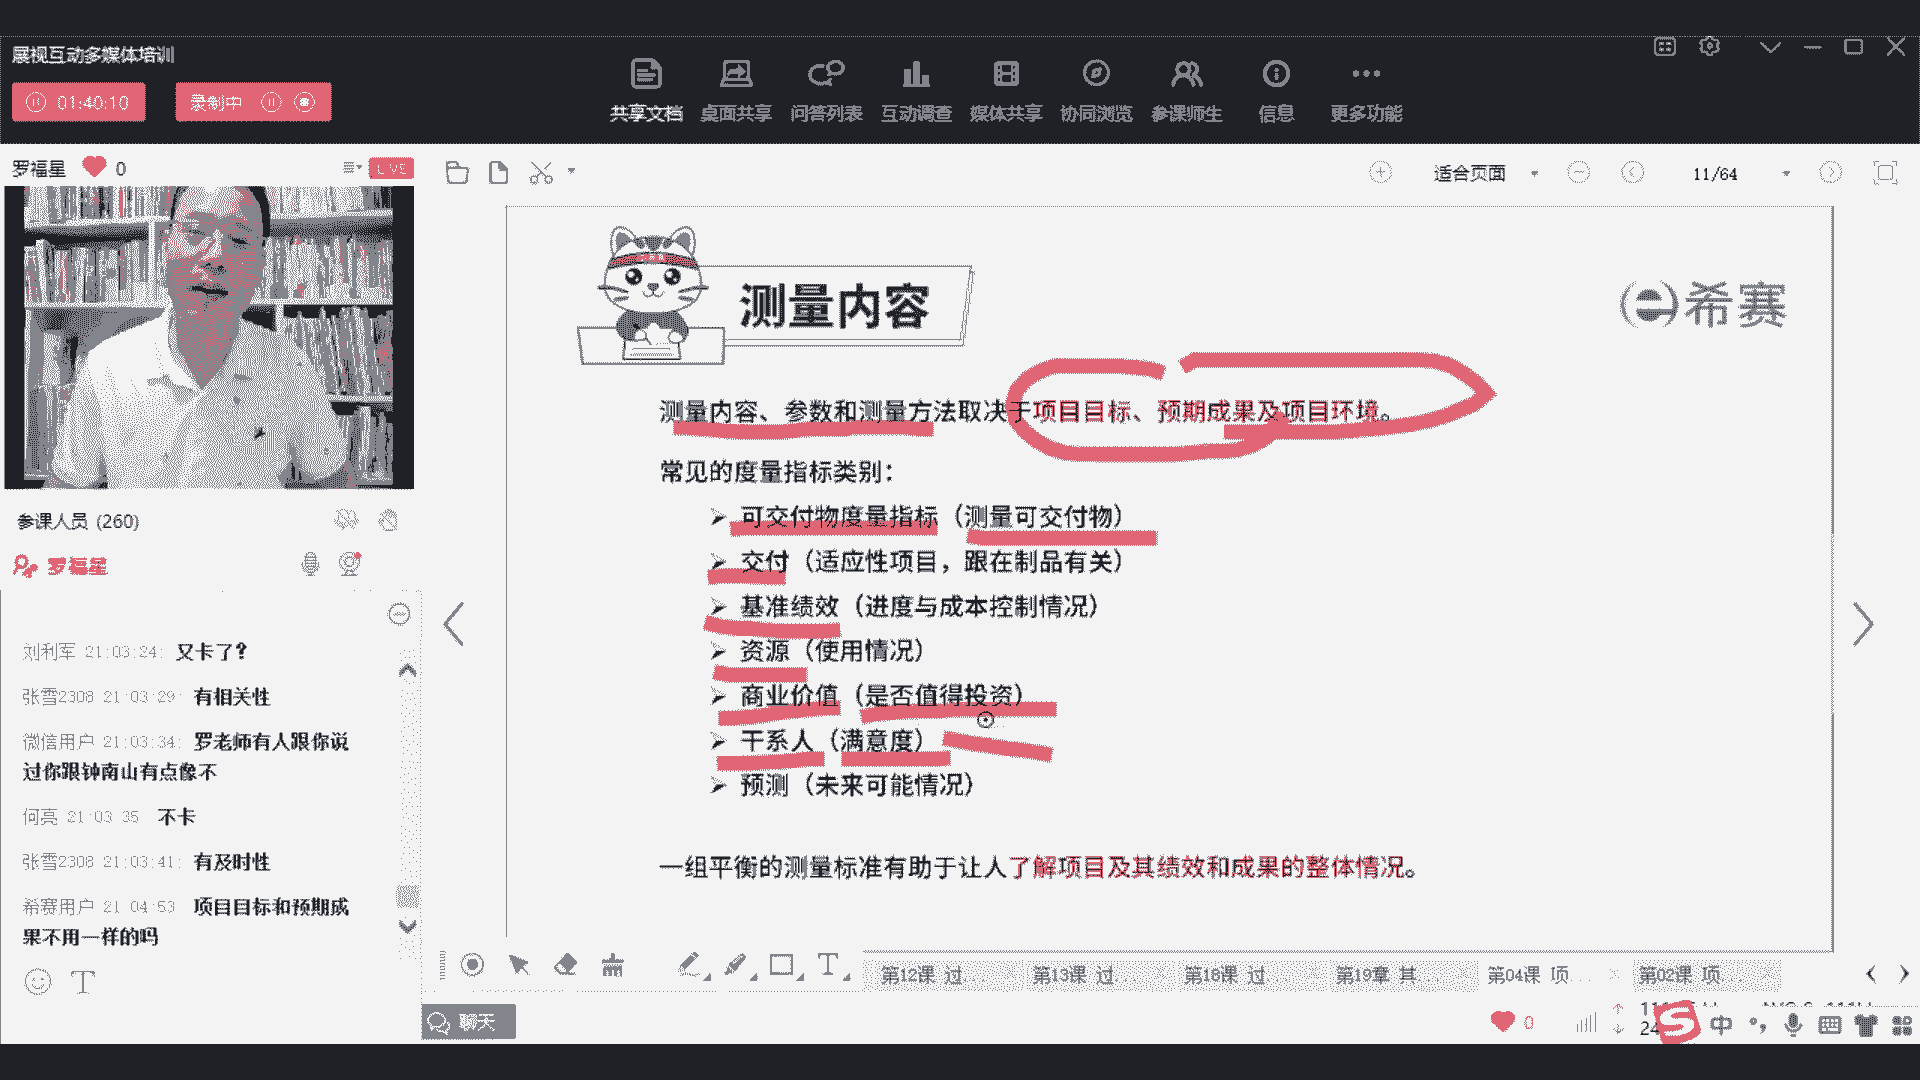 展视互动多媒体培训
01:40:10 录制中
共享文档 桌面共享 问答列表 互动调查 媒体共享 协同浏览 参课师生 信息 更多功能
罗福星 0 LIVE
适合页面 11/64
测量内容
希赛
测量内容、参数和测量方法取决于项目目标、预期成果及项目环境。
常见的度量指标类别：
可交付物度量指标（测量可交付物）
交付（适应性项目，跟在制品有关）
基准绩效（进度与成本控制情况）
资源（使用情况）
商业价值（是否值得投资）
干系人（满意度）
预测（未来可能情况）
一组平衡的测量标准有助于让人了解项目及其绩效和成果的整体情况。
参课人员 (260)
罗福星
刘利军 21:03:24: 又卡了？
张雪2308 21:03:29: 有相关性
微信用户 21:03:34: 罗老师有人跟你说
过你跟钟南山有点像不
何亮 21:03:35 不卡
张雪2308 21:03:41: 有及时性
希赛用户 21:04:53 项目目标和预期成
果不用一样的吗
第12课 过... 第13课 过... 第18课 过... 第19章 其... 第04课 项... 第02课 项...
聊天
0
中